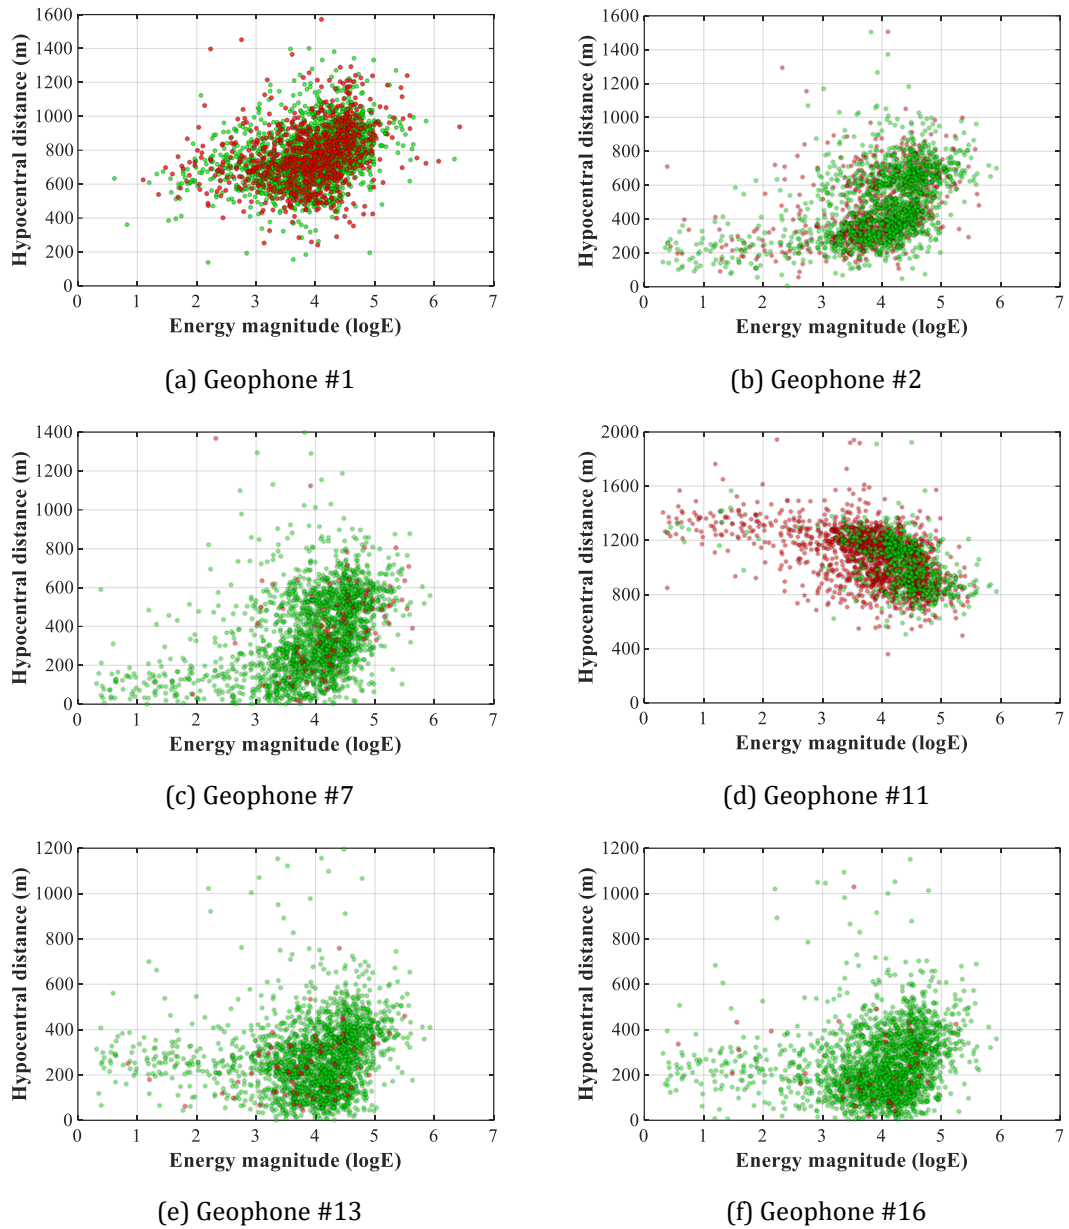 1600
1400
1200
1000
800
600
400
200
0
Hypocentral distance (m)
0 1 2 3 4 5 6 7
Energy magnitude (logE)
(a) Geophone #1
1600
1400
1200
1000
800
600
400
200
0
Hypocentral distance (m)
0 1 2 3 4 5 6 7
Energy magnitude (logE)
(b) Geophone #2
1400
1200
1000
800
600
400
200
0
Hypocentral distance (m)
0 1 2 3 4 5 6 7
Energy magnitude (logE)
(c) Geophone #7
2000
1600
1200
800
400
0
Hypocentral distance (m)
0 1 2 3 4 5 6 7
Energy magnitude (logE)
(d) Geophone #11
1200
1000
800
600
400
200
0
Hypocentral distance (m)
0 1 2 3 4 5 6 7
Energy magnitude (logE)
(e) Geophone #13
1200
1000
800
600
400
200
0
Hypocentral distance (m)
0 1 2 3 4 5 6 7
Energy magnitude (logE)
(f) Geophone #16